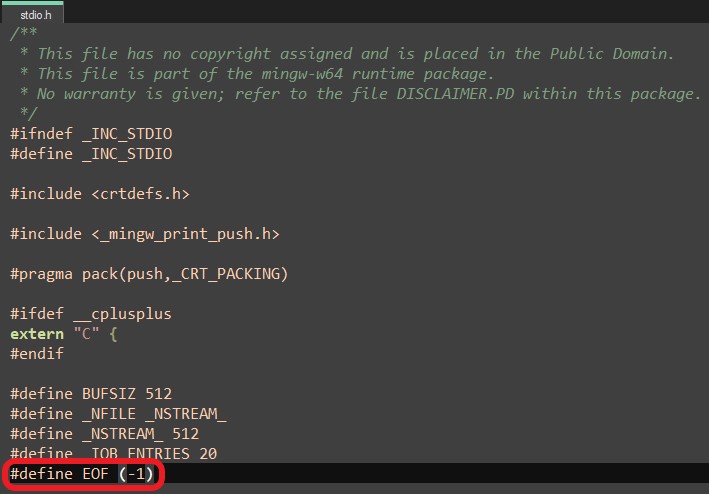 stdio.h
/**
 * This file has no copyright assigned and is placed in the Public Domain.
 * This file is part of the mingw-w64 runtime package.
 * No warranty is given; refer to the file DISCLAIMER.PD within this package.
 */
#ifndef _INC_STDIO
#define _INC_STDIO
#include <crtdefs.h>
#include <_mingw_print_push.h>
#pragma pack(push,_CRT_PACKING)
#ifdef __cplusplus
extern "C" {
#endif
#define BUFSIZ 512
#define _NFILE _NSTREAM_
#define _NSTREAM_ 512
#define _IOB_ENTRIES 20
#define EOF (-1)